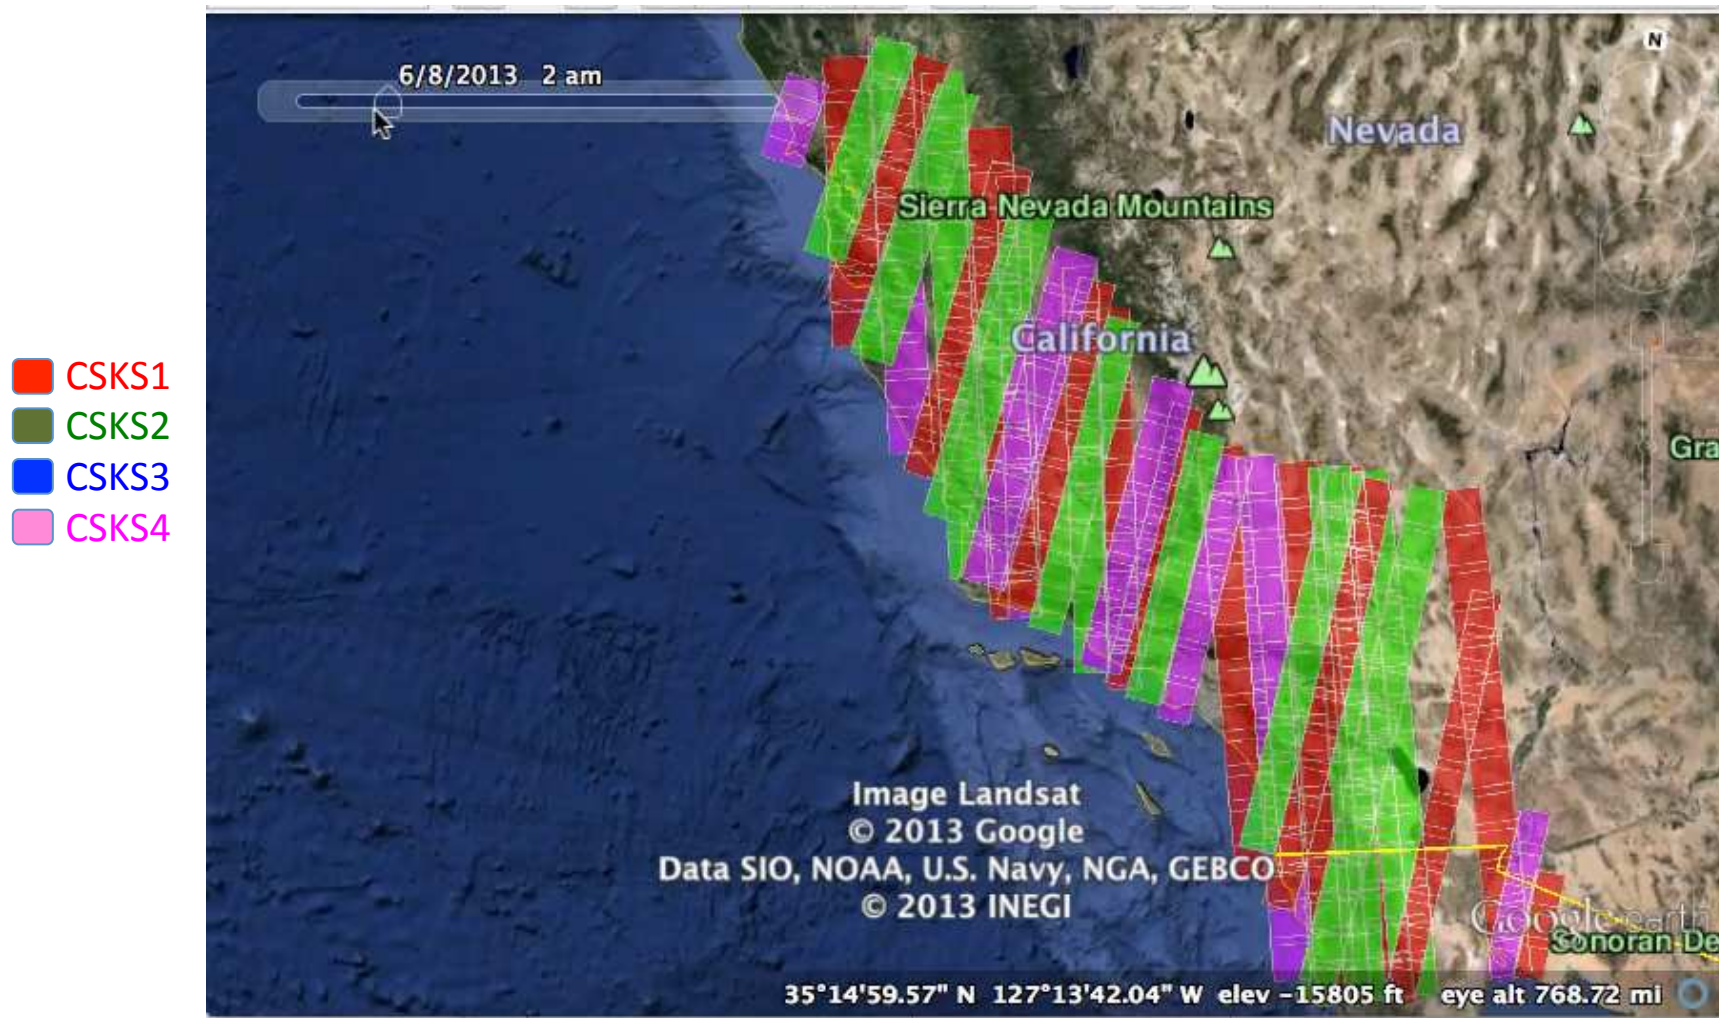 6/8/2013 2 am
N
Nevada
Sierra Nevada Mountains
California
CSKS1
CSKS2
CSKS3
CSKS4
Gra
Image Landsat
© 2013 Google
Data SIO, NOAA, U.S. Navy, NGA, GEBCO
© 2013 INEGI
Google earth
Sonoran De
35°14'59.57" N 127°13'42.04" W elev -15805 ft eye alt 768.72 mi